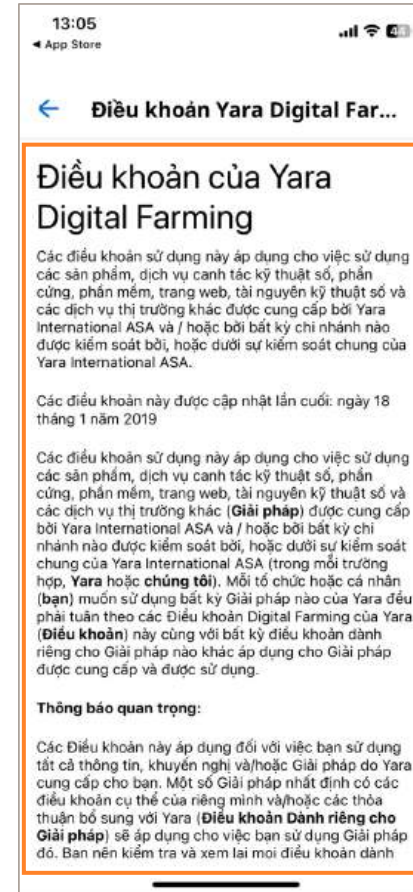 13:05
◀ App Store
Điều khoản Yara Digital Far...
Điều khoản của Yara
Digital Farming
Các điều khoản sử dụng này áp dụng cho việc sử dụng
các sản phẩm, dịch vụ canh tác kỹ thuật số, phần
cứng, phần mềm, trang web, tài nguyên kỹ thuật số và
các dịch vụ thị trường khác được cung cấp bởi Yara
International ASA và / hoặc bởi bất kỳ chi nhánh nào
được kiểm soát bởi, hoặc dưới sự kiểm soát chung của
Yara International ASA.
Các điều khoản này được cập nhật lần cuối: ngày 18
tháng 1 năm 2019
Các điều khoản sử dụng này áp dụng cho việc sử dụng
các sản phẩm, dịch vụ canh tác kỹ thuật số, phần
cứng, phần mềm, trang web, tài nguyên kỹ thuật số và
các dịch vụ thị trường khác (Giải pháp) được cung cấp
bởi Yara International ASA và / hoặc bởi bất kỳ chi
nhánh nào được kiểm soát bởi, hoặc dưới sự kiểm soát
chung của Yara International ASA (trong mỗi trường
hợp, Yara hoặc chúng tôi). Mỗi tổ chức hoặc cá nhân
(bạn) muốn sử dụng bất kỳ Giải pháp nào của Yara đều
phải tuân theo các Điều khoản Digital Farming của Yara
(Điều khoản) này cùng với bất kỳ điều khoản dành
riêng cho Giải pháp nào khác áp dụng cho Giải pháp
được cung cấp và được sử dụng.
Thông báo quan trọng:
Các Điều khoản này áp dụng đối với việc bạn sử dụng
tất cả thông tin, khuyến nghị và/hoặc Giải pháp do Yara
cung cấp cho bạn. Một số Giải pháp nhất định có các
điều khoản cụ thể của riêng mình và/hoặc các thỏa
thuận bổ sung với Yara (Điều khoản Dành riêng cho
Giải pháp) sẽ áp dụng cho việc bạn sử dụng Giải pháp
đó. Bạn nên kiểm tra và xem lại mọi điều khoản dành